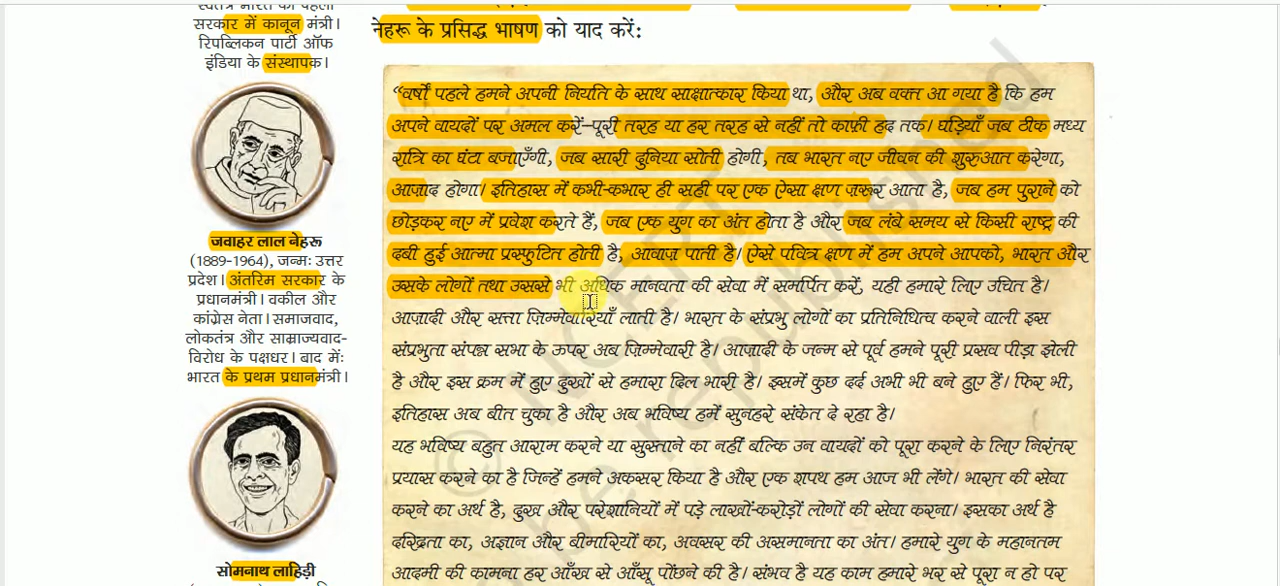 सरकार में कानून मंत्री।
रिपब्लिकन पार्टी ऑफ
इंडिया के संस्थापक।
जवाहर लाल नेहरू
(1889-1964), जन्म: उत्तर
प्रदेश। अंतरिम सरकार के
प्रधानमंत्री। वकील और
कांग्रेस नेता। समाजवाद,
लोकतंत्र और साम्राज्यवाद-
विरोध के पक्षधर। बाद में:
भारत के प्रथम प्रधानमंत्री।
सोमनाथ लाहिड़ी
नेहरू के प्रसिद्ध भाषण को याद करें:
“वर्षों पहले हमने अपनी नियति के साथ साक्षात्कार किया था, और अब वक्त आ गया है कि हम
अपने वायदों पर अमल करें–पूरी तरह या हर तरह से नहीं तो काफ़ी हद तक। घड़ियाँ जब ठीक मध्य
रात्रि का घंटा बजाएँगी, जब सारी दुनिया सोती होगी, तब भारत नए जीवन की शुरुआत करेगा,
आज़ाद होगा। इतिहास में कभी-कभार ही सही पर एक ऐसा क्षण ज़रूर आता है, जब हम पुराने को
छोड़कर नए में प्रवेश करते हैं, जब एक युग का अंत होता है और जब लंबे समय से किसी राष्ट्र की
दबी हुई आत्मा प्रस्फुटित होती है, आवाज़ पाती है। ऐसे पवित्र क्षण में हम अपने आपको, भारत और
उसके लोगों तथा उससे भी अधिक मानवता की सेवा में समर्पित करें, यही हमारे लिए उचित है।
आज़ादी और सत्ता ज़िम्मेवारियाँ लाती है। भारत के संप्रभु लोगों का प्रतिनिधित्व करने वाली इस
संप्रभुता संपन्न सभा के ऊपर अब ज़िम्मेवारी है। आज़ादी के जन्म से पूर्व हमने पूरी प्रसव पीड़ा झेली
है और इस क्रम में हुए दुखों से हमारा दिल भारी है। इसमें कुछ दर्द अभी भी बने हुए हैं। फिर भी,
इतिहास अब बीत चुका है और अब भविष्य हमें सुनहरे संकेत दे रहा है।
यह भविष्य बहुत आराम करने या सुस्ताने का नहीं बल्कि उन वायदों को पूरा करने के लिए निरंतर
प्रयास करने का है जिन्हें हमने अकसर किया है और एक शपथ हम आज भी लेंगे। भारत की सेवा
करने का अर्थ है, दुख और परेशानियों में पड़े लाखों-करोड़ों लोगों की सेवा करना। इसका अर्थ है
दरिद्रता का, अज्ञान और बीमारियों का, अवसर की असमानता का अंत। हमारे युग के महानतम
आदमी की कामना हर आँख से आँसू पोंछने की है। संभव है यह काम हमारे भर से पूरा न हो पर